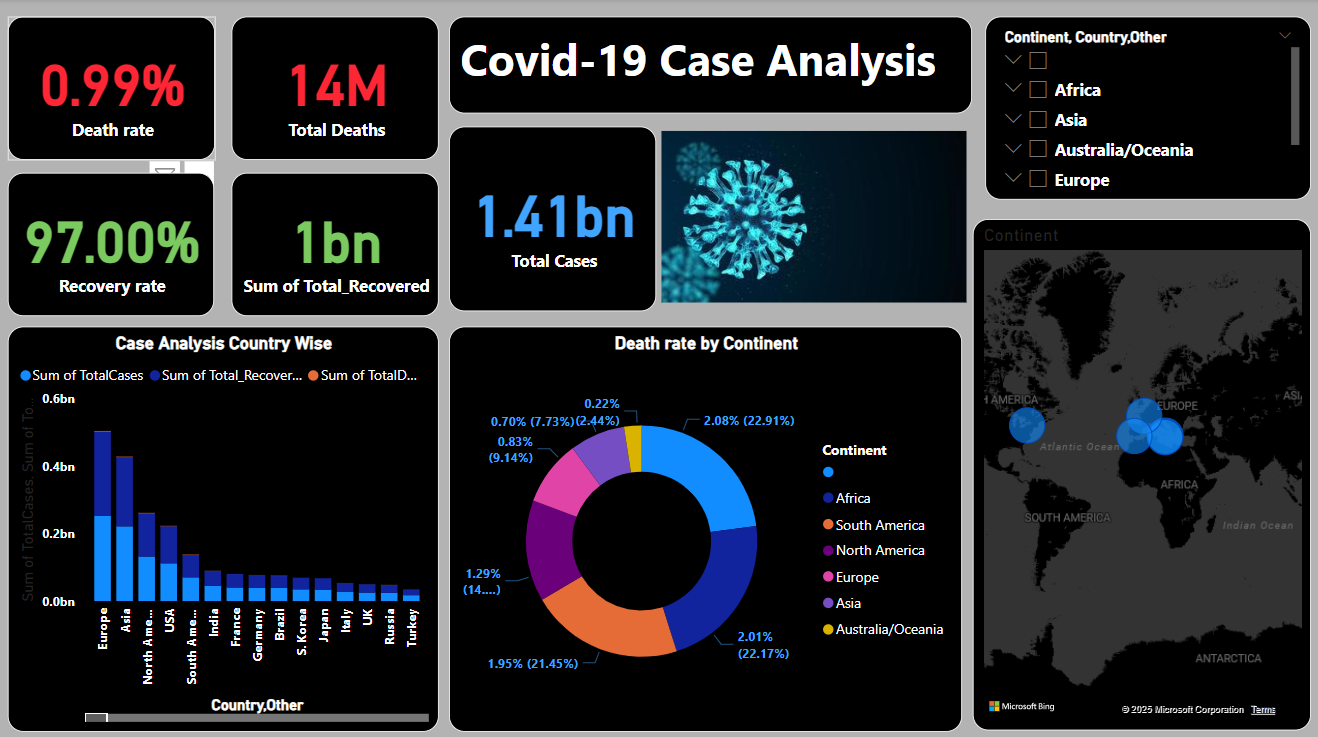 0.99%
Death rate
14M
Total Deaths
Covid-19 Case Analysis
Continent, Country,Other
Africa
Asia
Australia/Oceania
Europe
97.00%
Recovery rate
1bn
Sum of Total_Recovered
1.41bn
Total Cases
Case Analysis Country Wise
Sum of TotalCases
Sum of Total_Recover...
Sum of TotalD...
Sum of TotalCases, Sum of To...
0.6bn
0.4bn
0.2bn
0.0bn
Europe
Asia
North Ame...
USA
South Ame...
India
France
Germany
Brazil
S. Korea
Japan
Italy
UK
Russia
Turkey
Country,Other
Death rate by Continent
0.22%
(2.44%)
2.08% (22.91%)
0.70% (7.73%)
0.83%
(9.14%)
1.29%
(14....)
1.95% (21.45%)
2.01%
(22.17%)
Continent
Africa
South America
North America
Europe
Asia
Australia/Oceania
Continent
H AMERICA
EUROPE
ASI
Atlantic Ocean
AFRICA
SOUTH AMERICA
Indian Ocean
ANTARCTICA
Microsoft Bing
© 2025 Microsoft Corporation Terms